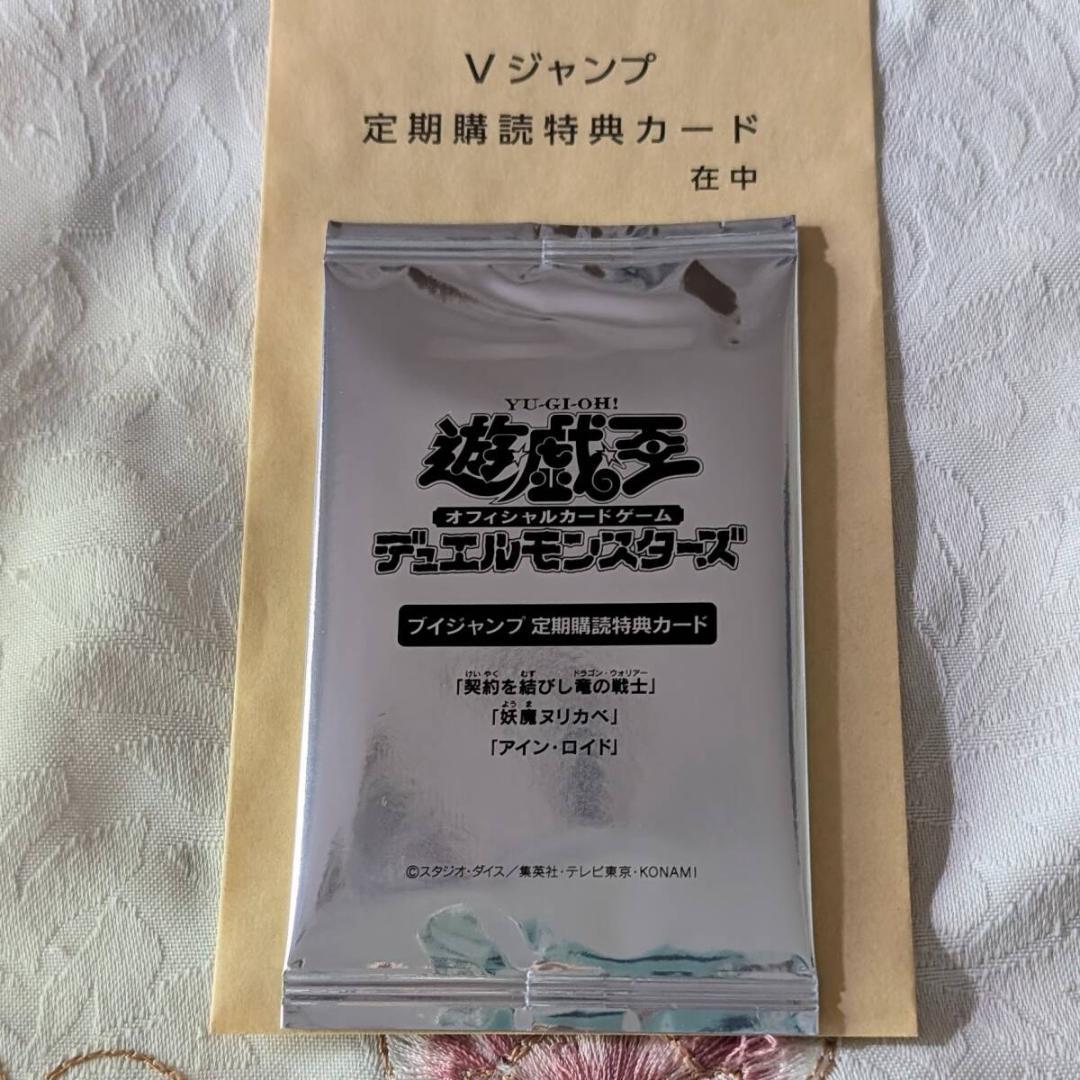 Vジャンプ
定期購読特典カード
在中
YU-GI-OH!
遊☆戯☆王
オフィシャルカードゲーム
デュエルモンスターズ
ブイジャンプ 定期購読特典カード
けいやく むす ドラゴン・ウォリアー
「契約を結びし竜の戦士」
ようま
「妖魔ヌリカベ」
「アイン・ロイド」
©スタジオ・ダイス／集英社・テレビ東京・KONAMI